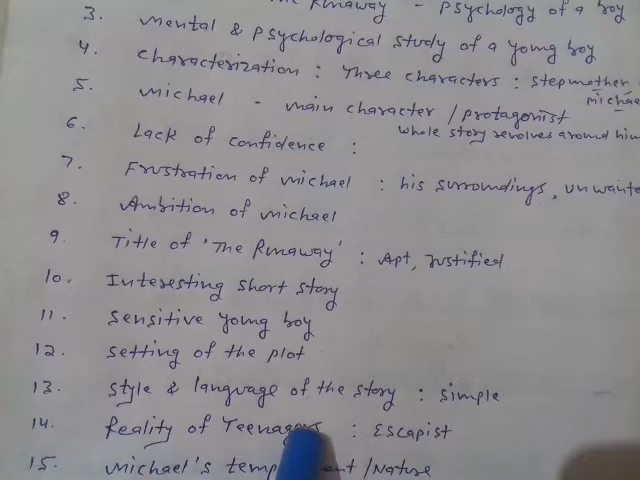 The Runaway - Psychology of a boy
3. Mental & Psychological study of a young boy
4. Characterization : Three characters : stepmother
Michae
5. Michael - main character / protagonist
whole story revolves around him
6. Lack of confidence :
7. Frustration of Michael : his surroundings, unwante
8. Ambition of Michael
9. Title of 'The Runaway' : Apt, Justified
10. Interesting short story
11. Sensitive young boy
12. Setting of the plot
13. Style & language of the story : simple
14. Reality of Teenagers : Escapist
15. Michael's temp ent / Nature